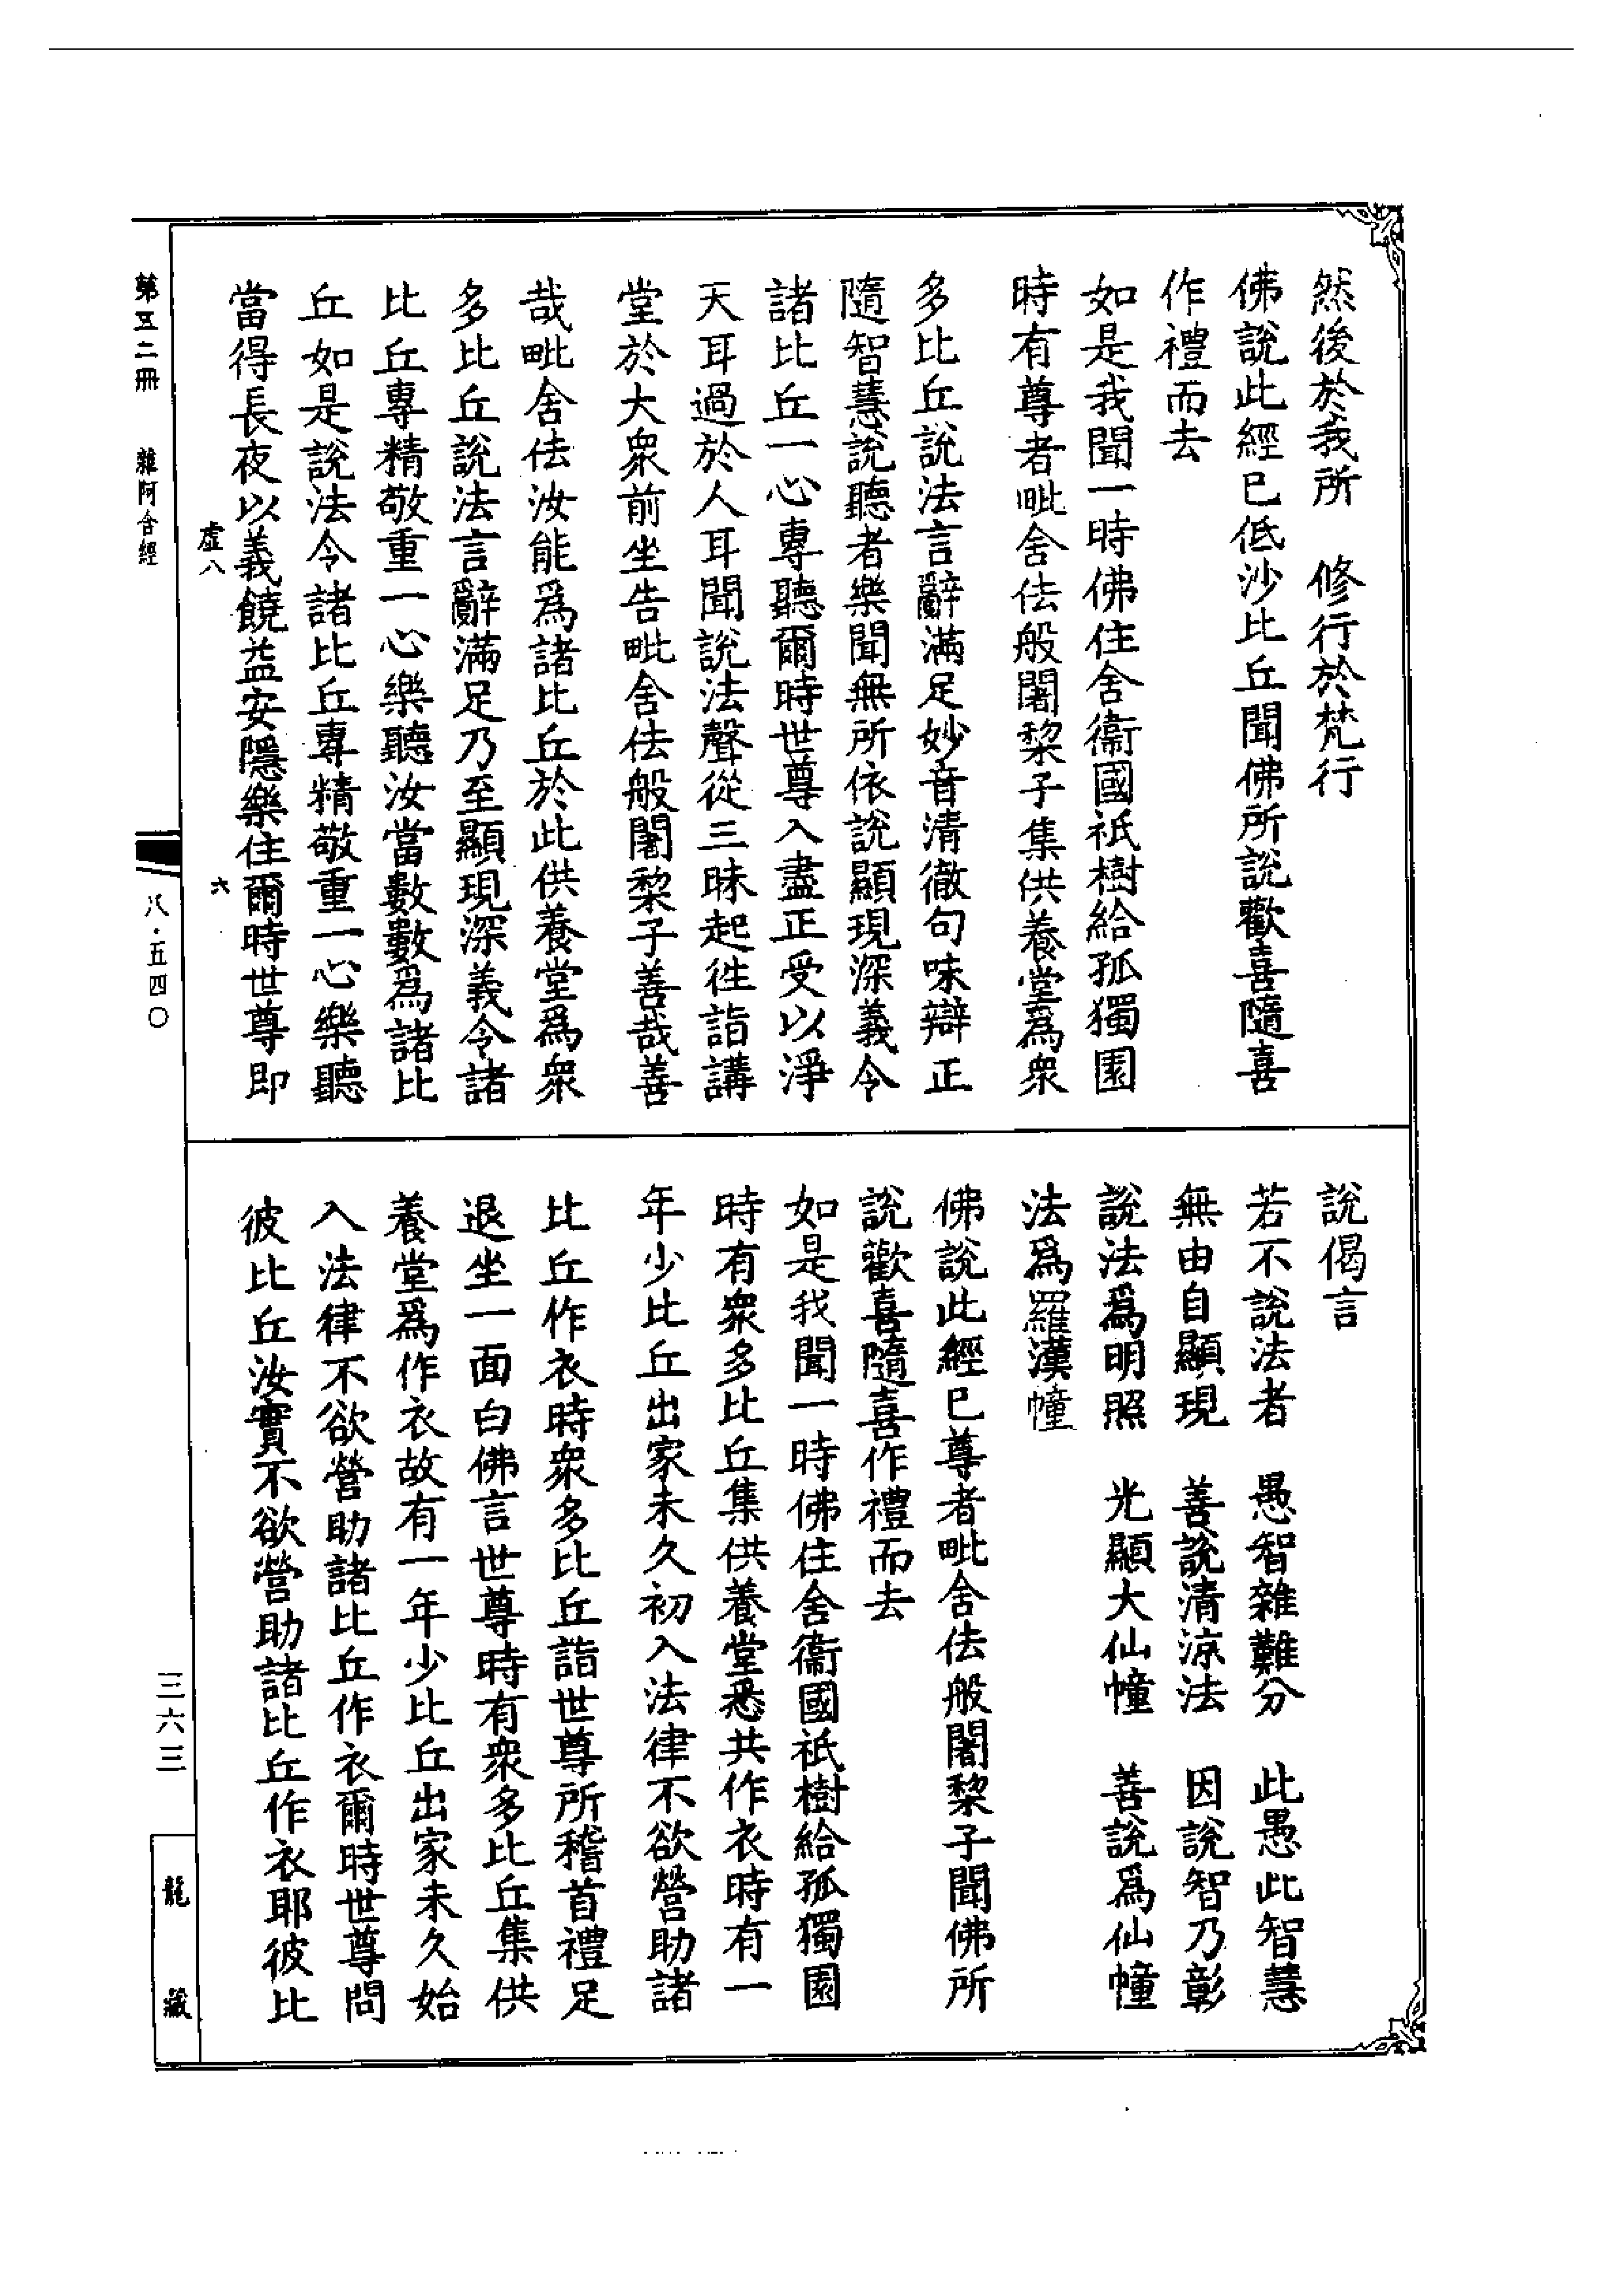 然後於我所　修行於梵行
佛說此經已低沙比丘聞佛所說歡喜隨喜
作禮而去
如是我聞一時佛住舍衞國祇樹給孤獨園
時有尊者毗舍佉般闍黎子集供養堂為衆
多比丘說法言辭滿足妙音清徹句味辯正
隨智慧說聽者樂聞無所依說顯現深義令
諸比丘一心專聽爾時世尊入盡正受以淨
天耳過於人耳聞說法聲從三昧起徃詣講
堂於大衆前坐告毗舍佉般闍黎子善哉善
哉毗舍佉汝能爲諸比丘於此供養堂爲衆
多比丘說法言辭滿足乃至顯現深義令諸
比丘專精敬重一心樂聽汝當數數爲諸比
丘如是說法令諸比丘專精敬重一心樂聽
當得長夜以義饒益安隱樂住爾時世尊即
說偈言
若不說法者　愚智雜難分　此愚此智慧
無由自顯現　善說清涼法　因說智乃彰
說法爲明照　光顯大仙幢　善說爲仙幢
法爲羅漢幢
佛說此經已尊者毗舍佉般闍黎子聞佛所
說歡喜隨喜作禮而去
如是我聞一時佛住舍衞國祇樹給孤獨園
時有衆多比丘集供養堂悉共作衣時有一
年少比丘出家未久初入法律不欲營助諸
比丘作衣時衆多比丘詣世尊所稽首禮足
退坐一面白佛言世尊時有衆多比丘集供
養堂爲作衣故有一年少比丘出家未久始
入法律不欲營助諸比丘作衣爾時世尊問
彼比丘汝實不欲營助諸比丘作衣耶彼比
虛八　六
第五二冊　雜阿含經
八·五四〇
三六三
龍藏